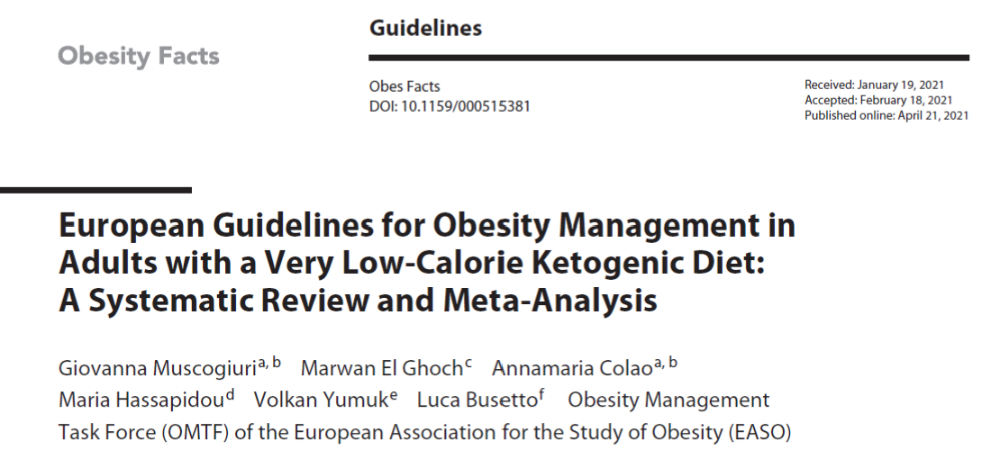 Guidelines
Obesity Facts
Obes Facts
DOI: 10.1159/000515381
Received: January 19, 2021
Accepted: February 18, 2021
Published online: April 21, 2021
European Guidelines for Obesity Management in
Adults with a Very Low-Calorie Ketogenic Diet:
A Systematic Review and Meta-Analysis
Giovanna Muscogiuri a, b Marwan El Ghoch c Annamaria Colao a, b
Maria Hassapidou d Volkan Yumuk e Luca Busetto f Obesity Management
Task Force (OMTF) of the European Association for the Study of Obesity (EASO)